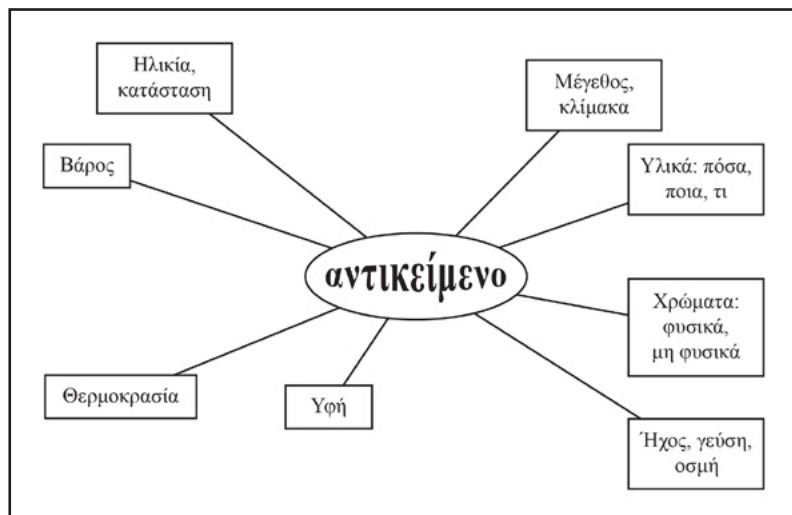 Ηλικία,
κατάσταση
Μέγεθος,
κλίμακα
Βάρος
Υλικά: πόσα,
ποια, τι
αντικείμενο
Χρώματα:
φυσικά,
μη φυσικά
Θερμοκρασία
Υφή
Ήχος, γεύση,
οσμή